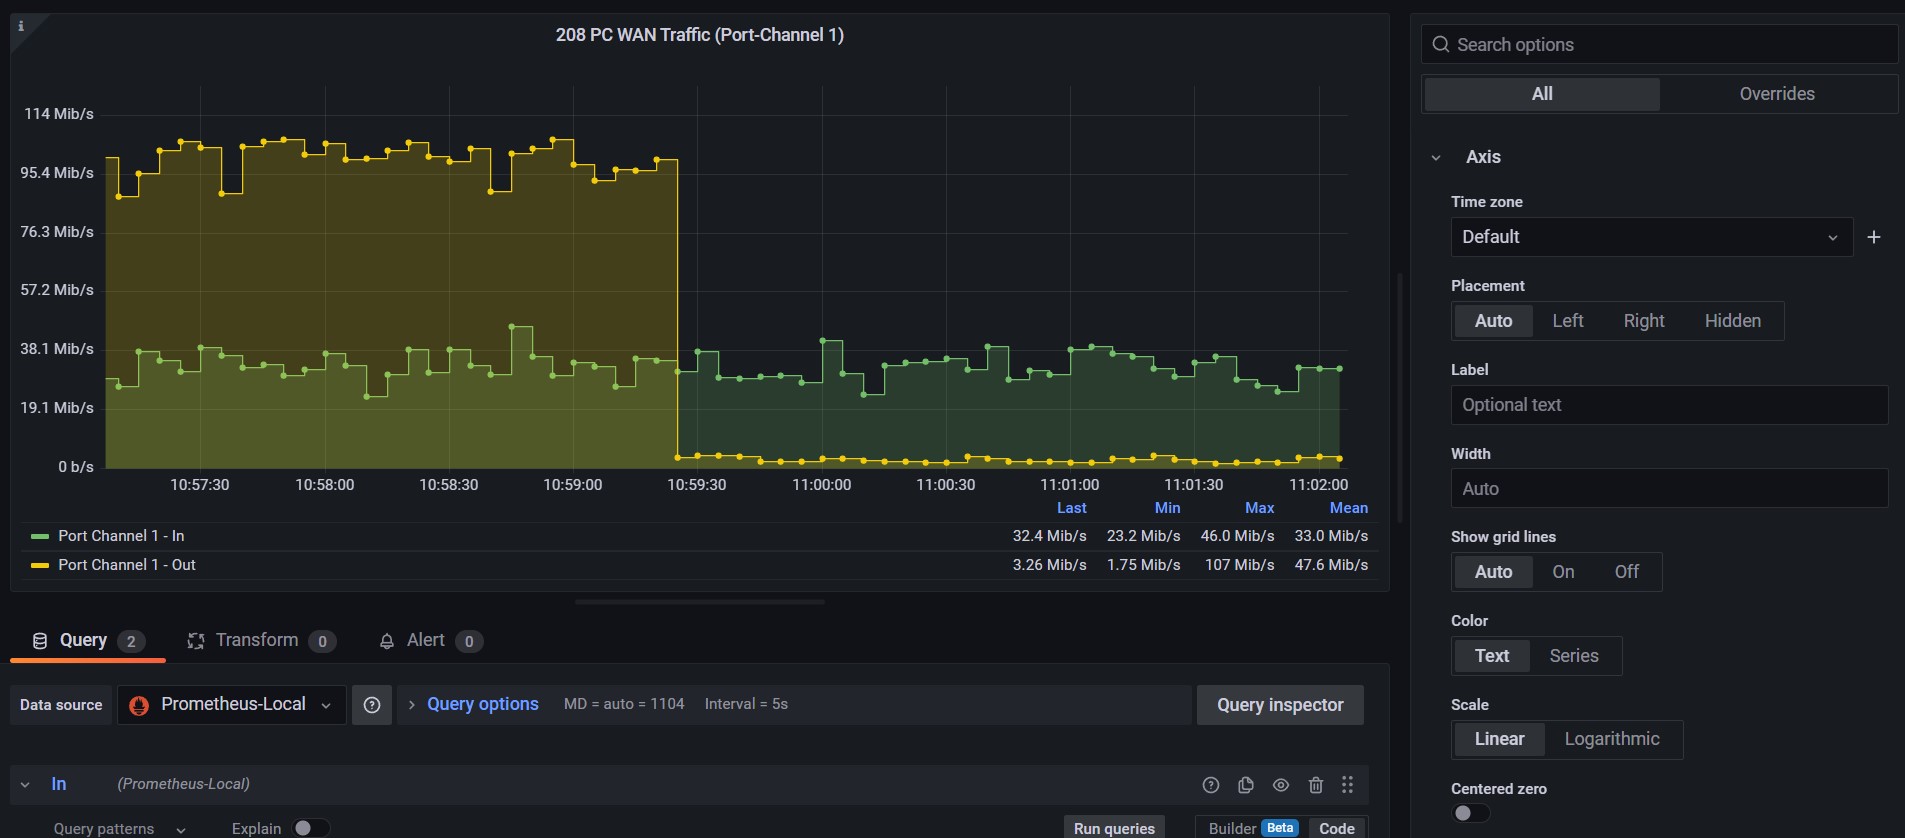 208 PC WAN Traffic (Port-Channel 1)
114 Mib/s
95.4 Mib/s
76.3 Mib/s
57.2 Mib/s
38.1 Mib/s
19.1 Mib/s
0 b/s
10:57:30 10:58:00 10:58:30 10:59:00 10:59:30 11:00:00 11:00:30 11:01:00 11:01:30 11:02:00
Last Min Max Mean
Port Channel 1 - In 32.4 Mib/s 23.2 Mib/s 46.0 Mib/s 33.0 Mib/s
Port Channel 1 - Out 3.26 Mib/s 1.75 Mib/s 107 Mib/s 47.6 Mib/s
Query 2 Transform 0 Alert 0
Data source Prometheus-Local Query options MD = auto = 1104 Interval = 5s Query inspector
In (Prometheus-Local)
Query patterns Explain Run queries Builder Beta Code
Search options
All Overrides
Axis
Time zone
Default
Placement
Auto Left Right Hidden
Label
Optional text
Width
Auto
Show grid lines
Auto On Off
Color
Text Series
Scale
Linear Logarithmic
Centered zero